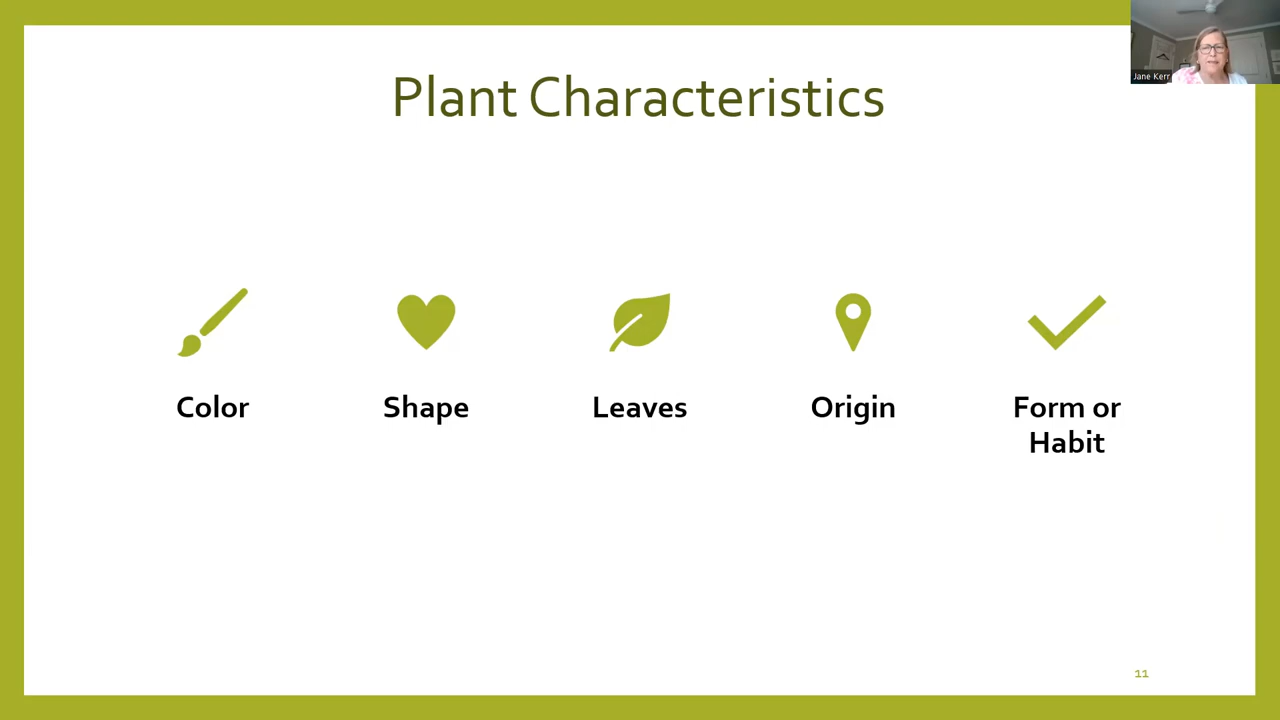 Jane Kerr
Plant Characteristics
Color
Shape
Leaves
Origin
Form or
Habit
11